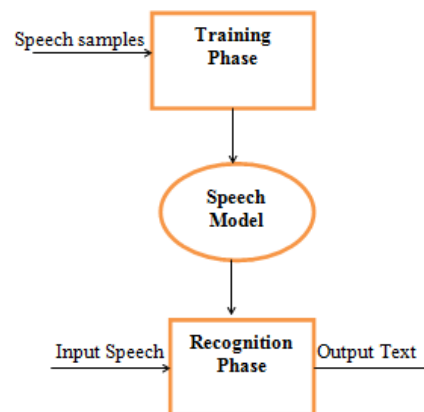 Speech samples
Training
Phase
Speech
Model
Input Speech
Recognition
Phase
Output Text